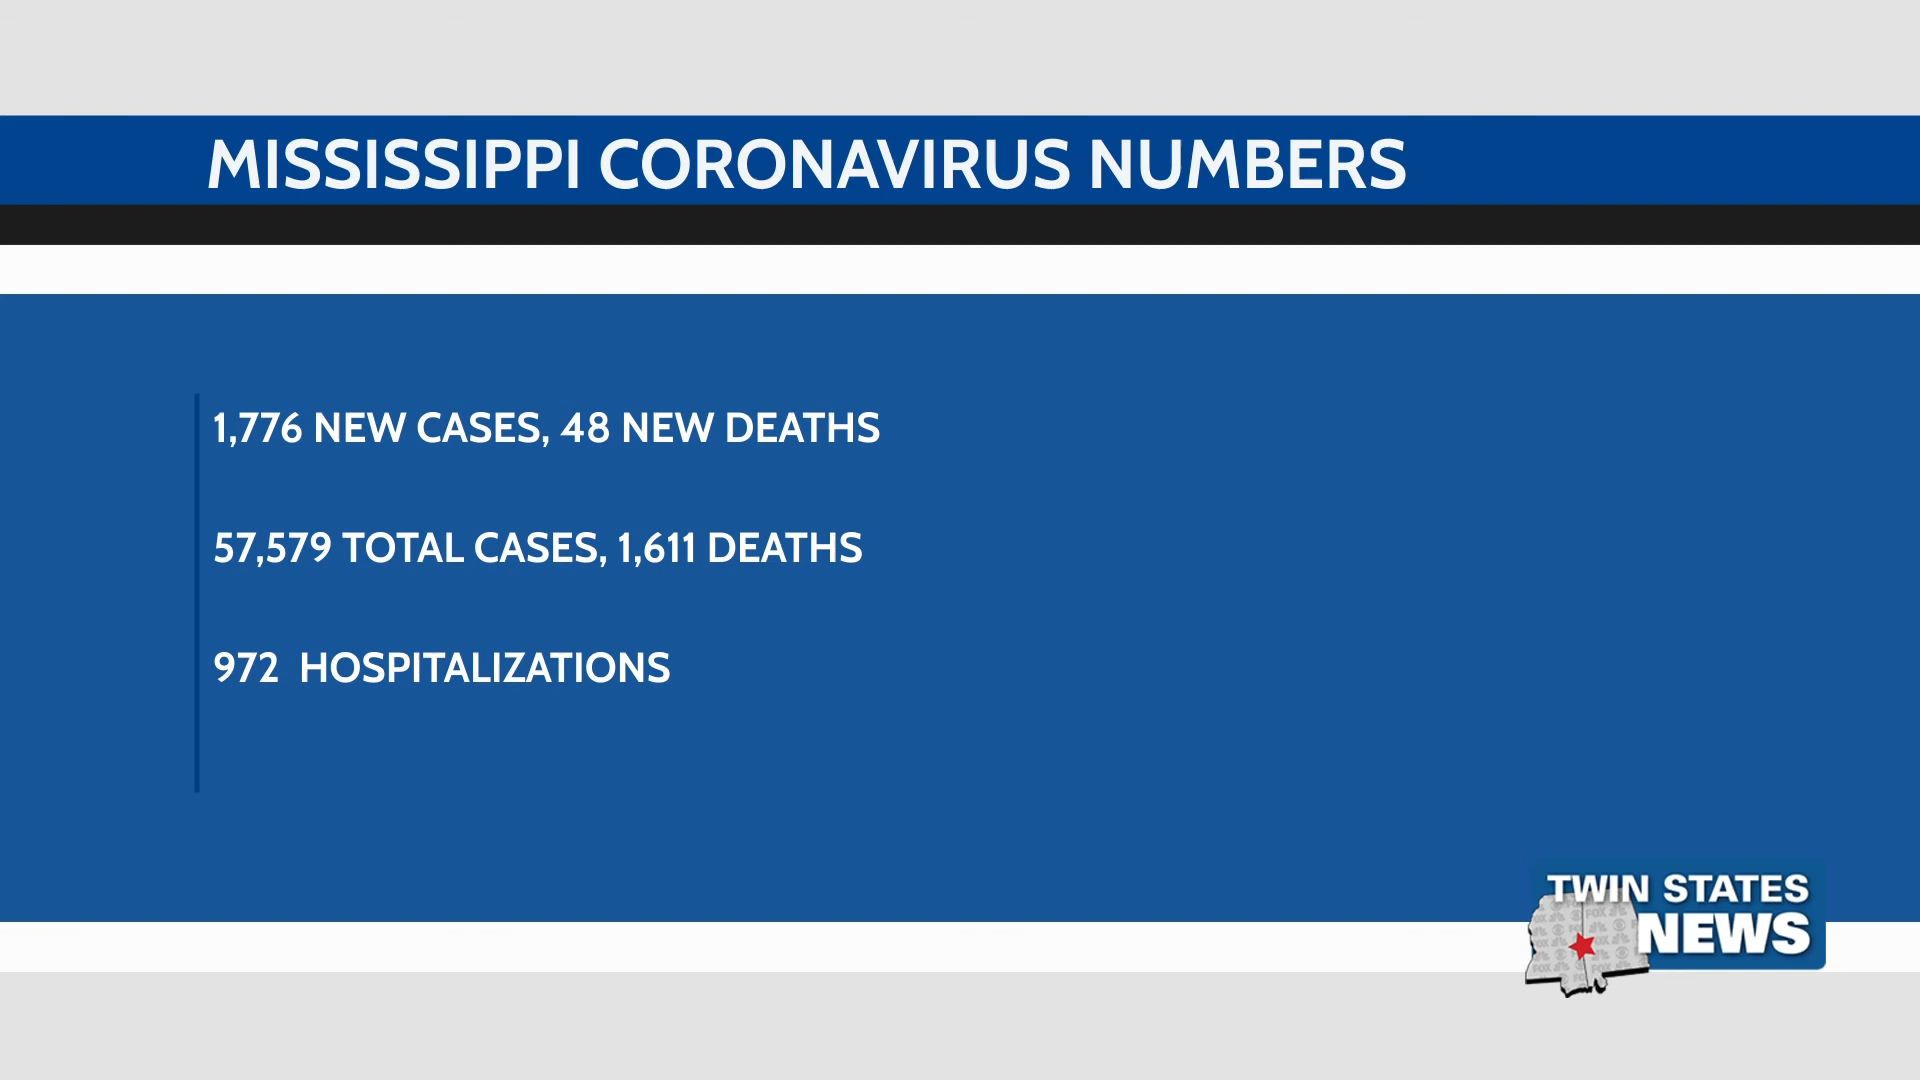 MISSISSIPPI CORONAVIRUS NUMBERS
1,776 NEW CASES, 48 NEW DEATHS
57,579 TOTAL CASES, 1,611 DEATHS
972  HOSPITALIZATIONS
TWIN STATES
NEWS